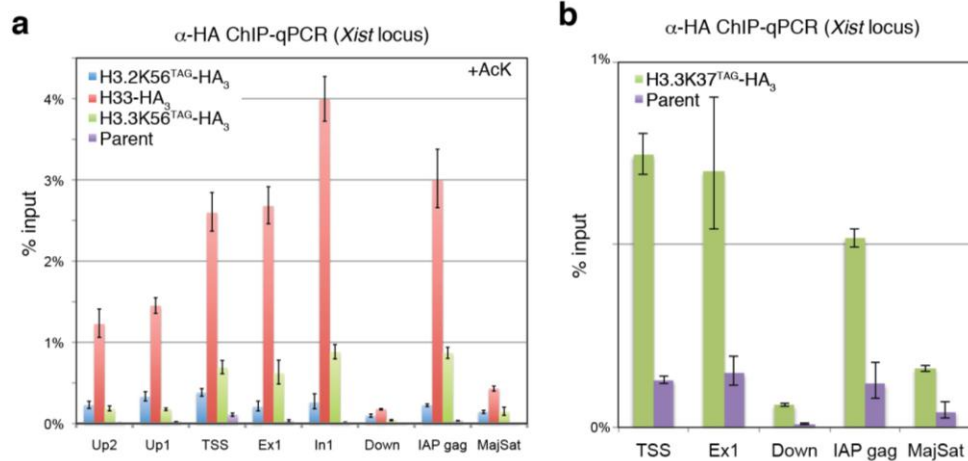 a
α-HA ChIP-qPCR (Xist locus)
+AcK
H3.2K56TAG-HA3
H33-HA3
H3.3K56TAG-HA3
Parent
% input
4%
3%
2%
1%
0%
Up2 Up1 TSS Ex1 In1 Down IAP gag MajSat
b
α-HA ChIP-qPCR (Xist locus)
1%
H3.3K37TAG-HA3
Parent
% input
0%
TSS Ex1 Down IAP gag MajSat